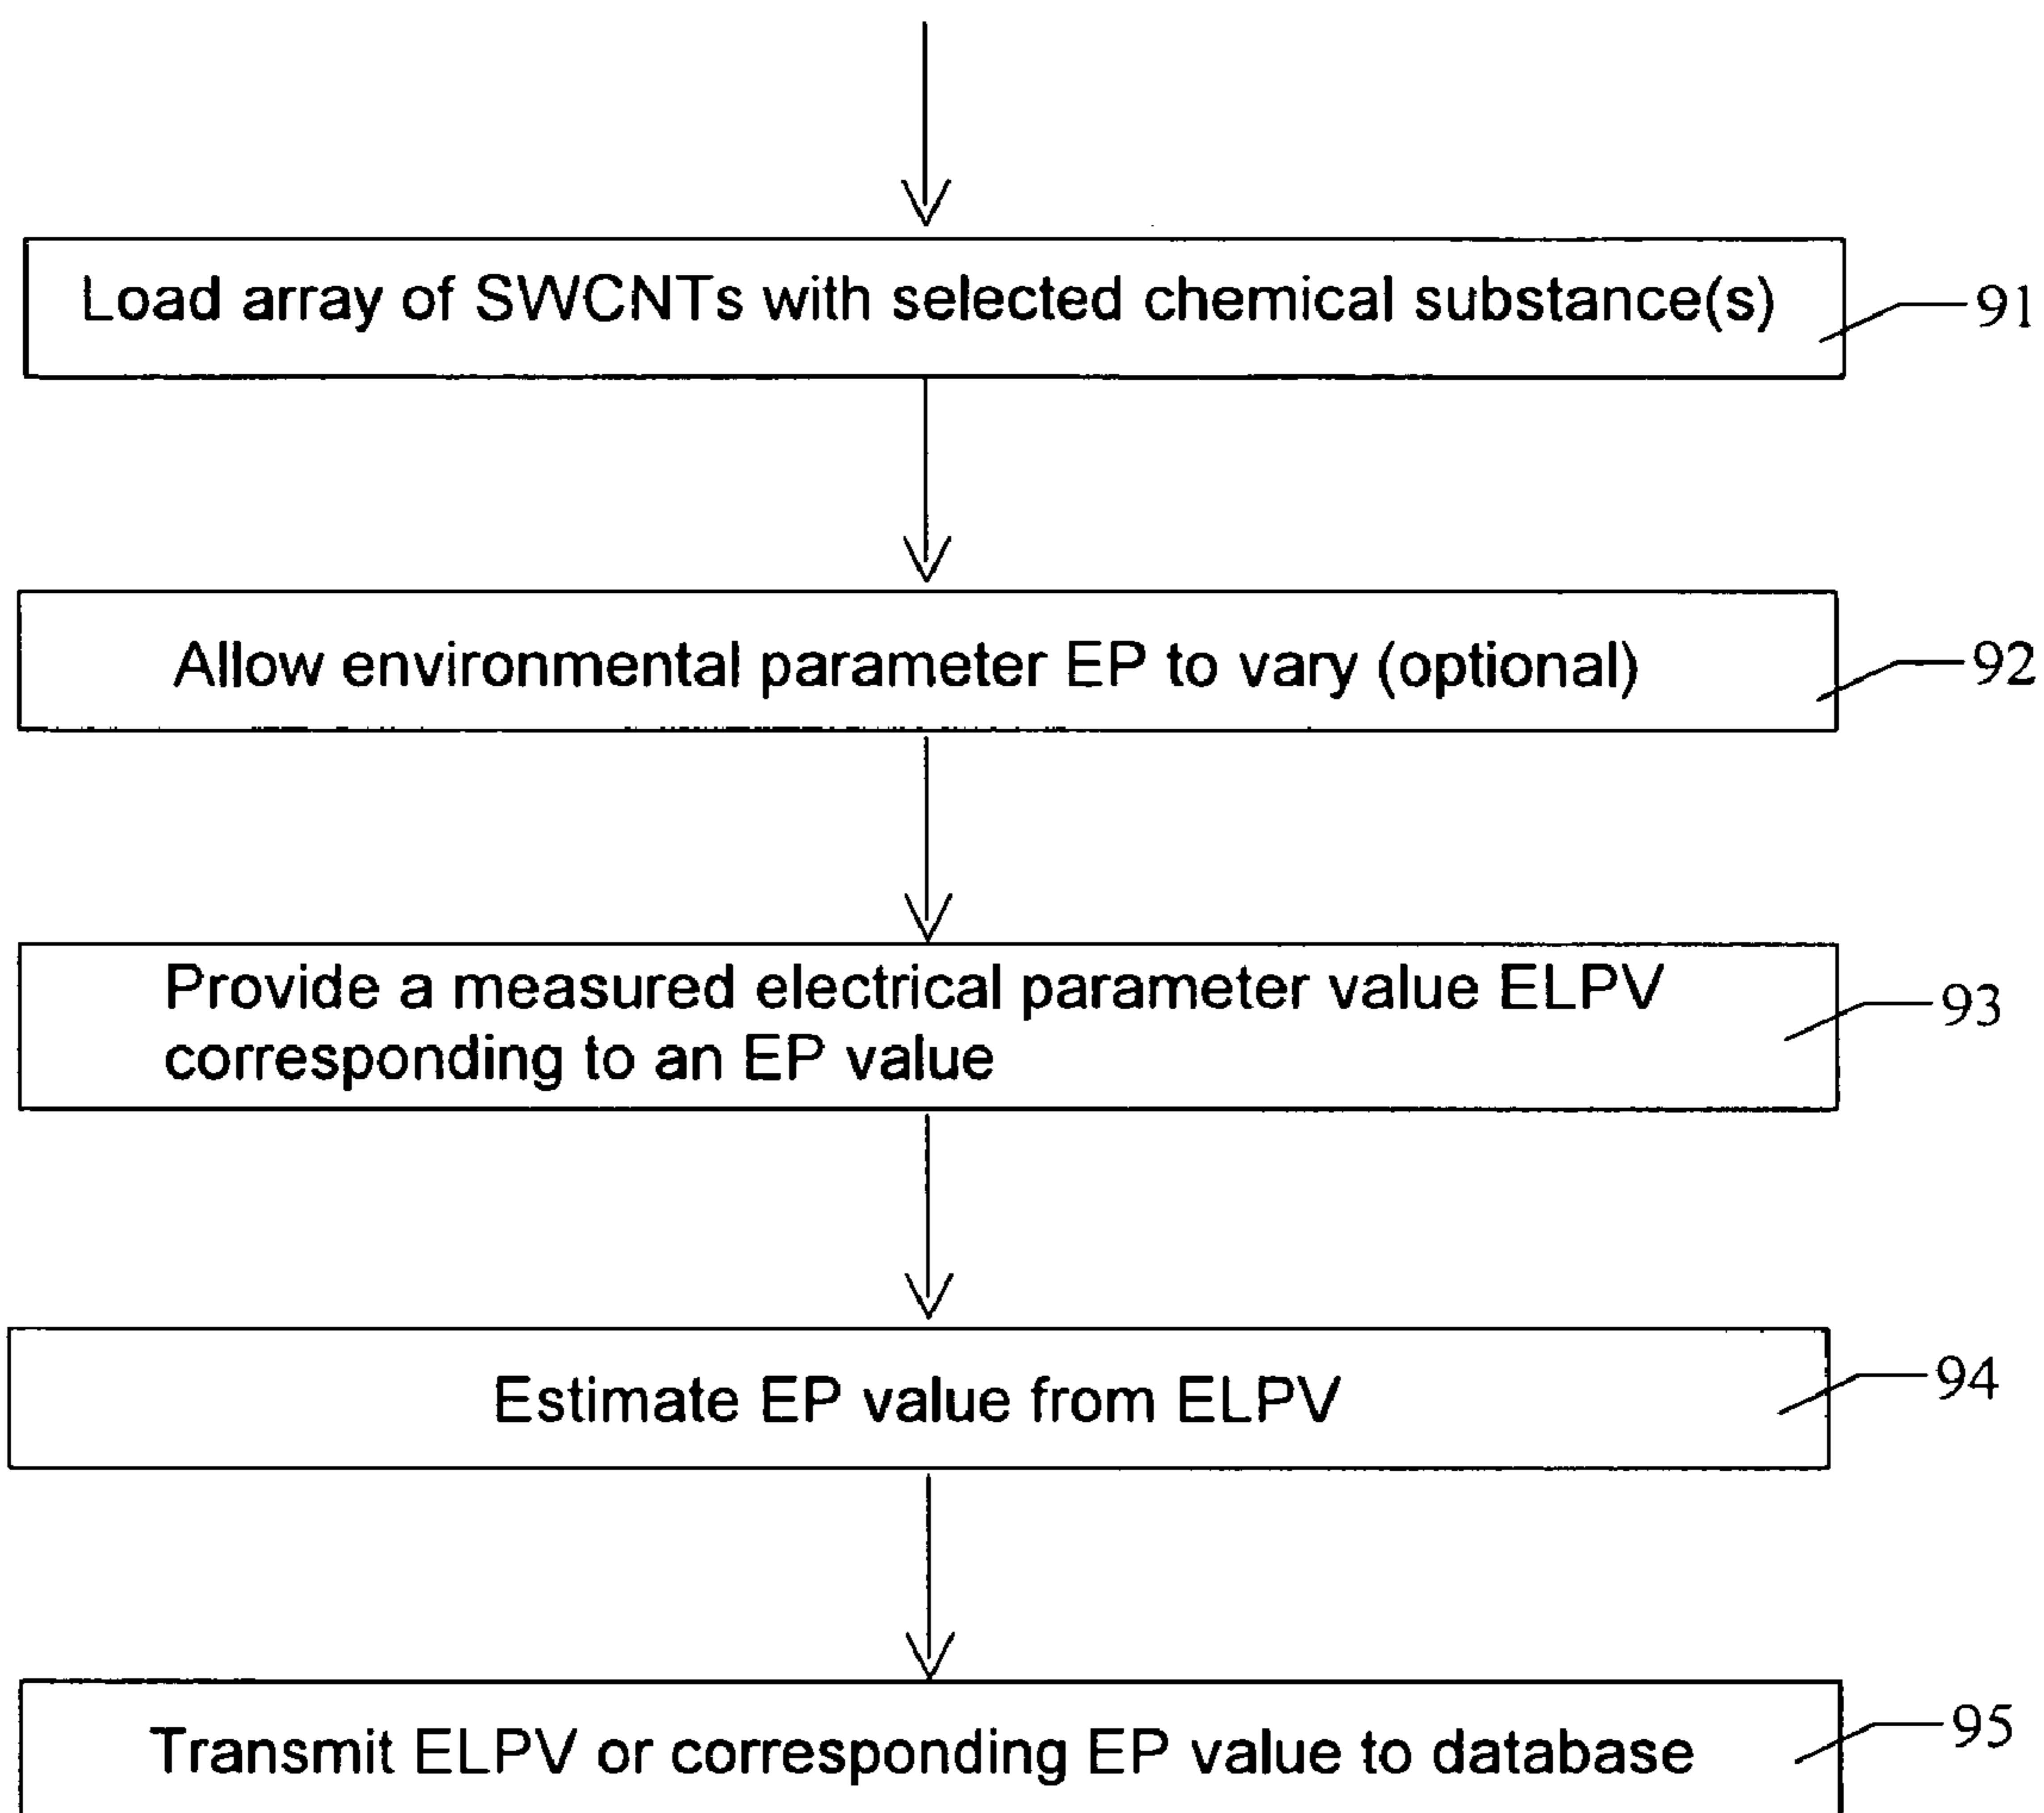 Load array of SWCNTs with selected chemical substance(s)
91
Allow environmental parameter EP to vary (optional)
92
Provide a measured electrical parameter value ELPV
corresponding to an EP value
93
Estimate EP value from ELPV
94
Transmit ELPV or corresponding EP value to database
95